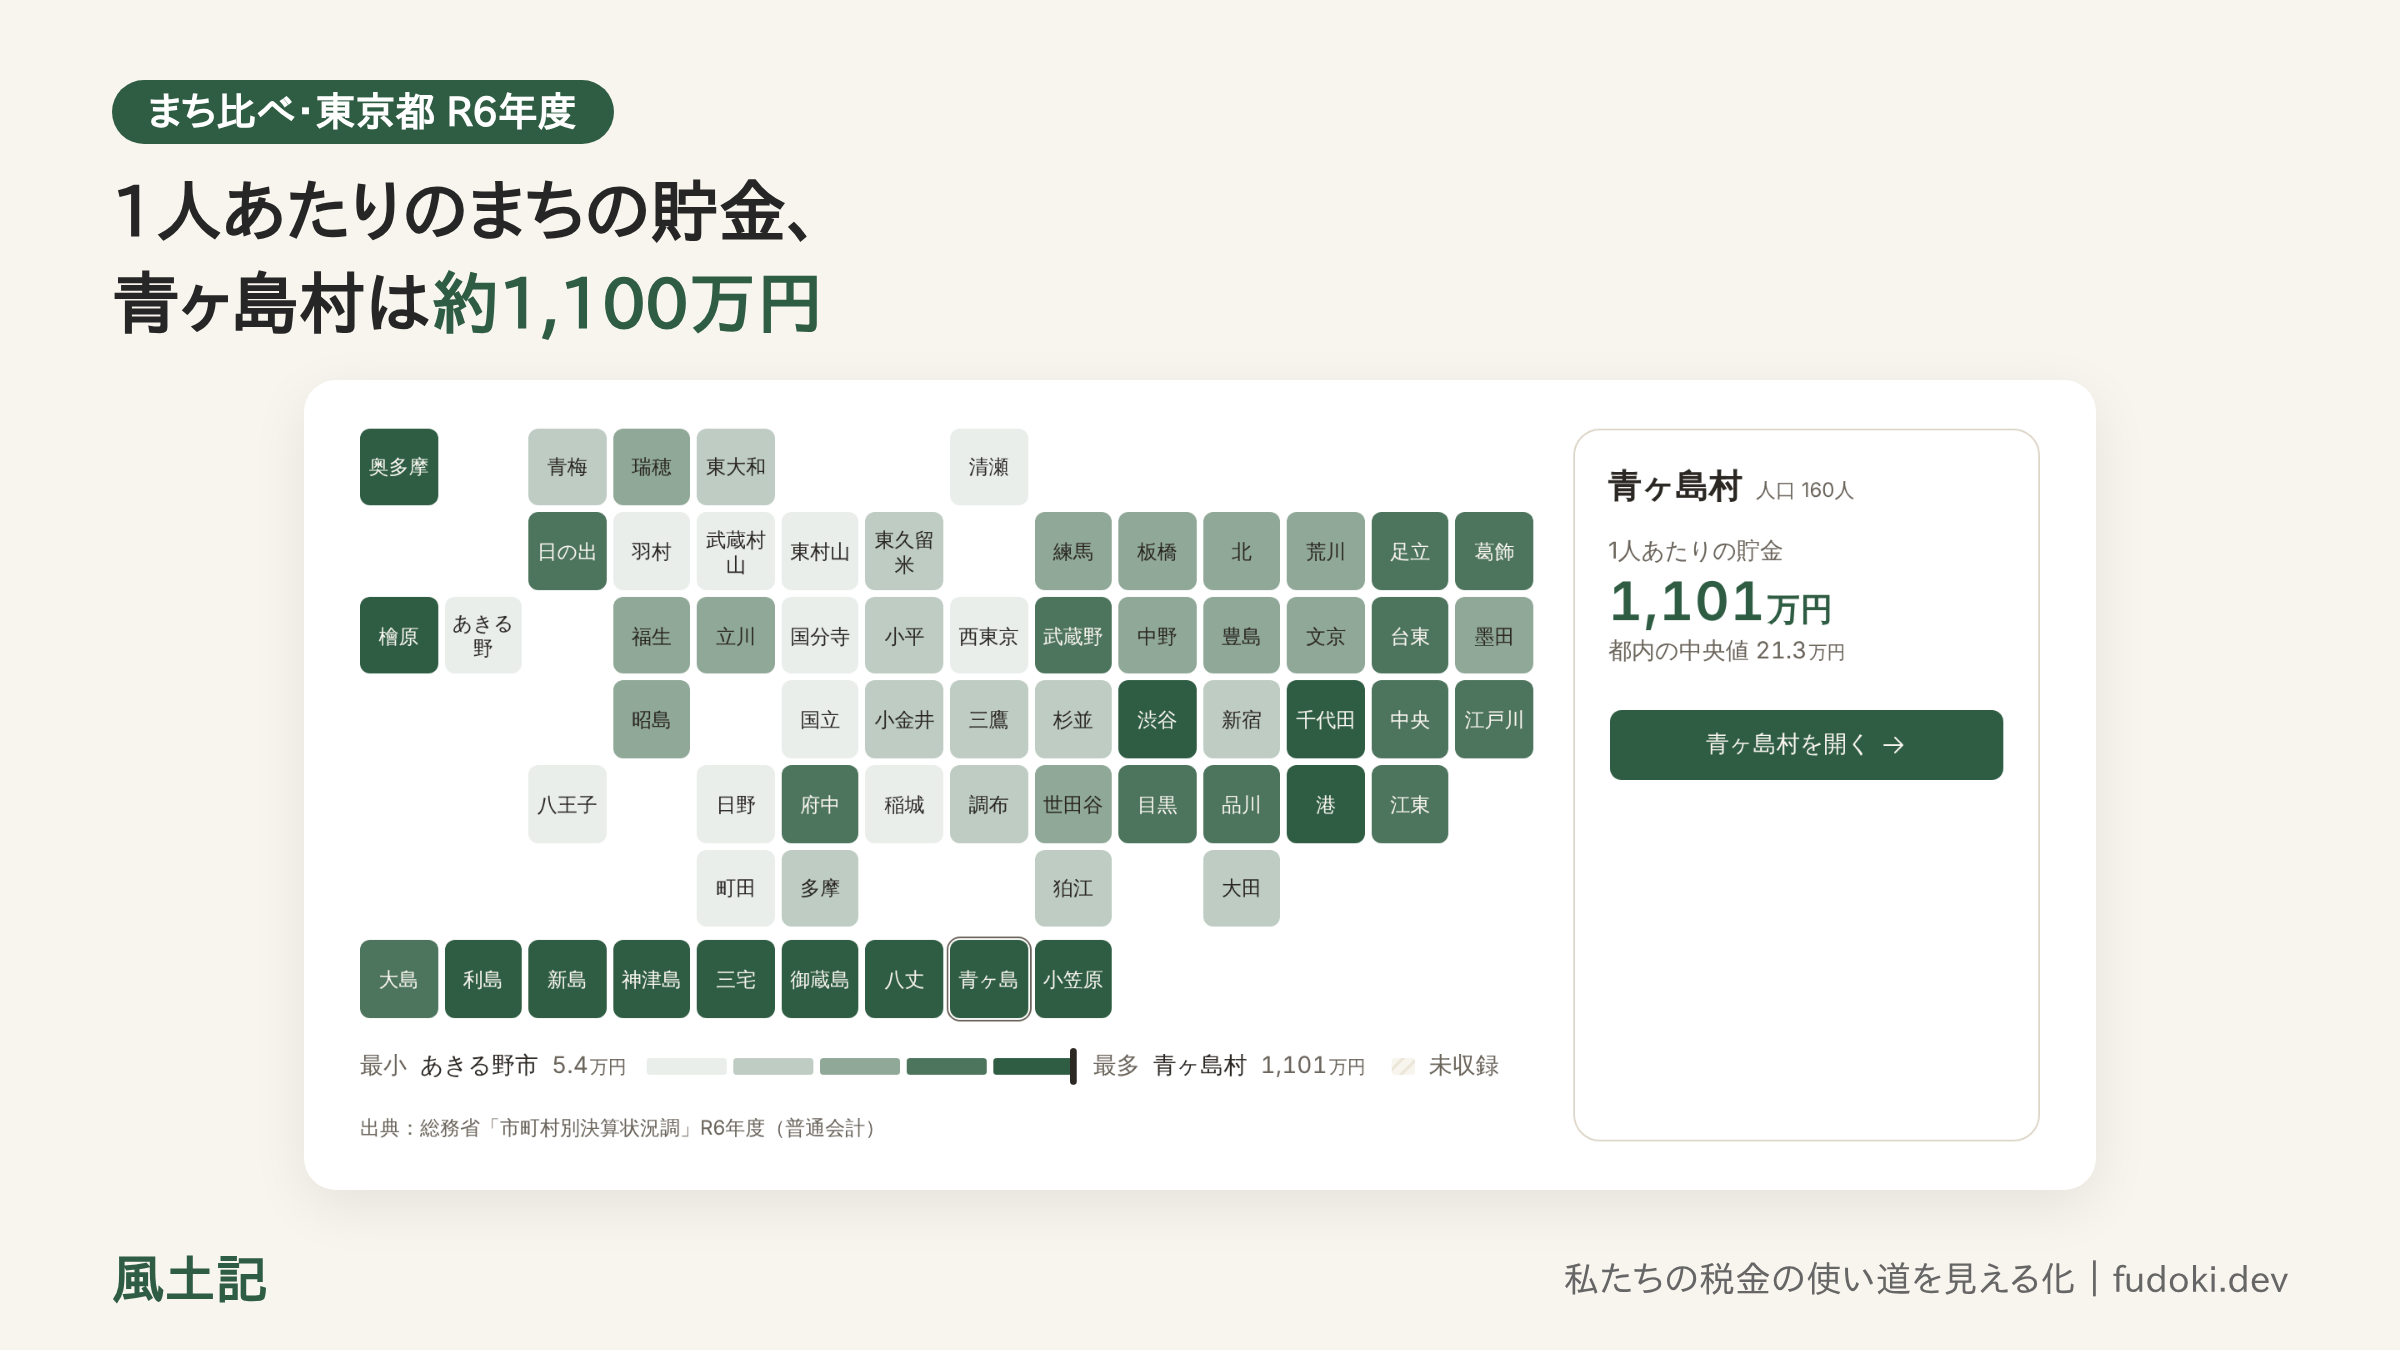 まち比べ・東京都 R6年度
1人あたりのまちの貯金、
青ヶ島村は約1,100万円
奥多摩 青梅 瑞穂 東大和 清瀬
日の出 羽村 武蔵村山 東村山 東久留米 練馬 板橋 北 荒川 足立 葛飾
檜原 あきる野 福生 立川 国分寺 小平 西東京 武蔵野 中野 豊島 文京 台東 墨田
昭島 国立 小金井 三鷹 杉並 渋谷 新宿 千代田 中央 江戸川
八王子 日野 府中 稲城 調布 世田谷 目黒 品川 港 江東
町田 多摩 狛江 大田
大島 利島 新島 神津島 三宅 御蔵島 八丈 青ヶ島 小笠原
最小 あきる野市 5.4万円 最多 青ヶ島村 1,101万円 未収録
出典：総務省「市町村別決算状況調」R6年度（普通会計）
青ヶ島村 人口 160人
1人あたりの貯金
1,101万円
都内の中央値 21.3万円
青ヶ島村を開く →
風土記
私たちの税金の使い道を見える化｜fudoki.dev